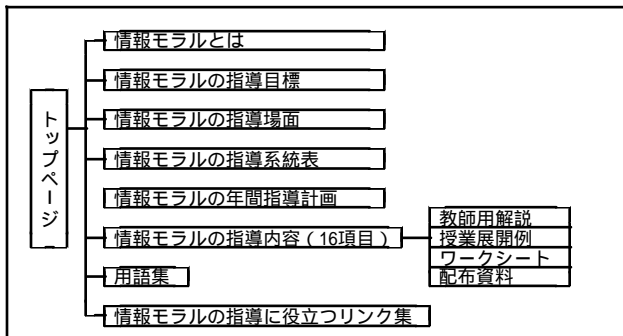 トップページ
情報モラルとは
情報モラルの指導目標
情報モラルの指導場面
情報モラルの指導系統表
情報モラルの年間指導計画
情報モラルの指導内容(16項目)
教師用解説
授業展開例
ワークシート
配布資料
用語集
情報モラルの指導に役立つリンク集